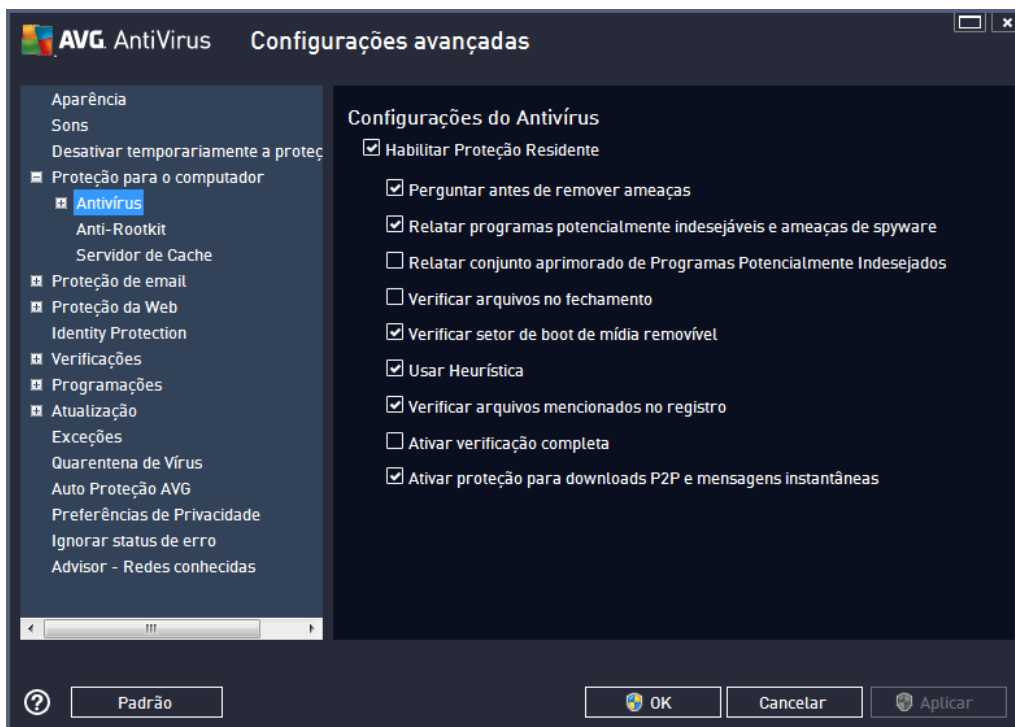 AVG. AntiVirus Configurações avançadas
Aparência
Sons
Desativar temporariamente a proteç
Proteção para o computador
Antivírus
Anti-Rootkit
Servidor de Cache
Proteção de email
Proteção da Web
Identity Protection
Verificações
Programações
Atualização
Exceções
Quarentena de Vírus
Auto Proteção AVG
Preferências de Privacidade
Ignorar status de erro
Advisor - Redes conhecidas
Configurações do Antivírus
Habilitar Proteção Residente
Perguntar antes de remover ameaças
Relatar programas potencialmente indesejáveis e ameaças de spyware
Relatar conjunto aprimorado de Programas Potencialmente Indesejados
Verificar arquivos no fechamento
Verificar setor de boot de mídia removível
Usar Heurística
Verificar arquivos mencionados no registro
Ativar verificação completa
Ativar proteção para downloads P2P e mensagens instantâneas
? Padrão OK Cancelar Aplicar